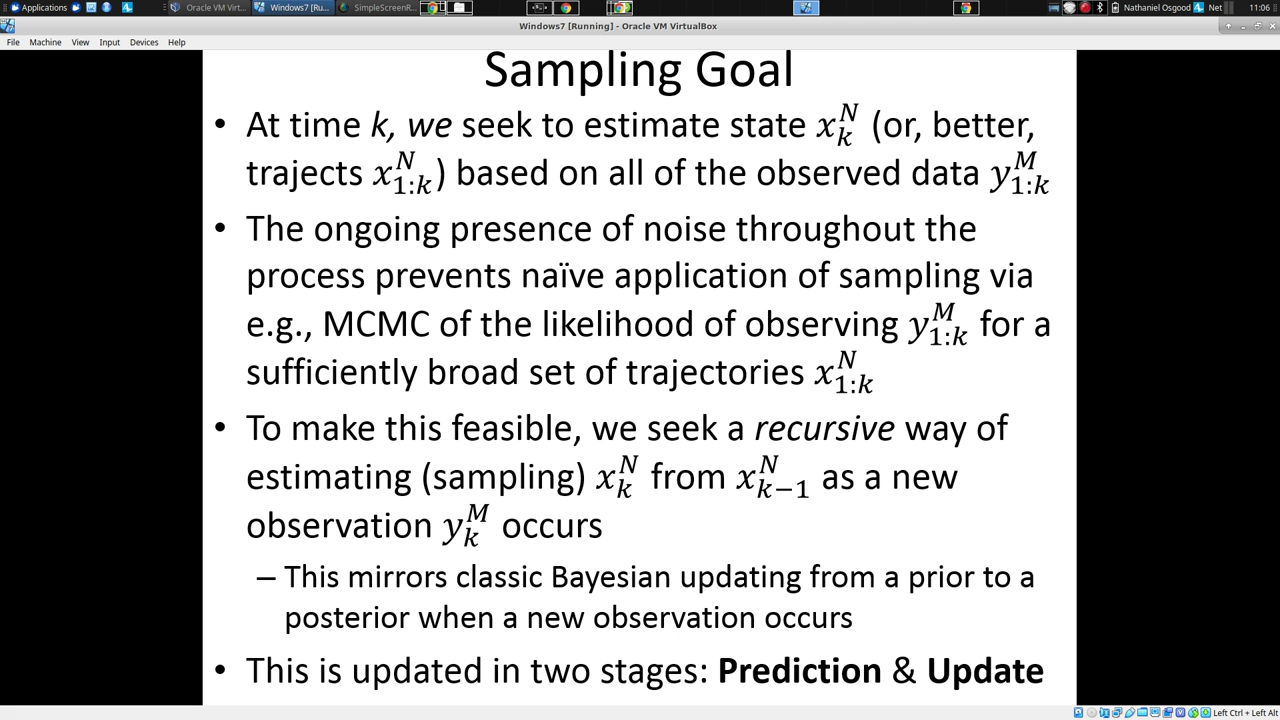 Applications
Oracle VM Virt...
Windows7 [Ru...
SimpleScreenR...
Nathaniel Osgood
Net
11:06
Windows7 [Running] - Oracle VM VirtualBox
File Machine View Input Devices Help
Sampling Goal
• At time k, we seek to estimate state x_k^N (or, better,
trajects x_{1:k}^N) based on all of the observed data y_{1:k}^M
• The ongoing presence of noise throughout the
process prevents naïve application of sampling via
e.g., MCMC of the likelihood of observing y_{1:k}^M for a
sufficiently broad set of trajectories x_{1:k}^N
• To make this feasible, we seek a recursive way of
estimating (sampling) x_k^N from x_{k−1}^N as a new
observation y_k^M occurs
– This mirrors classic Bayesian updating from a prior to a
posterior when a new observation occurs
• This is updated in two stages: Prediction & Update
Left Ctrl + Left Alt